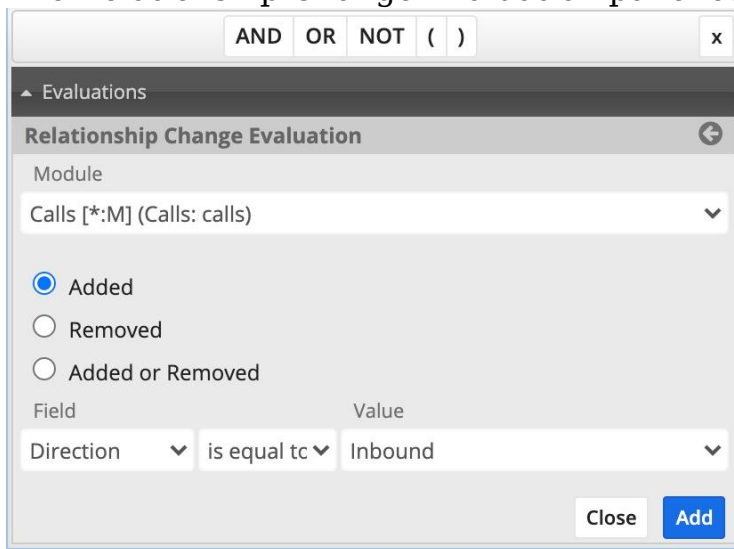 AND OR NOT ( ) x
Evaluations
Relationship Change Evaluation
Module
Calls [*:M] (Calls: calls)
Added
Removed
Added or Removed
Field Value
Direction is equal tc Inbound
Close Add